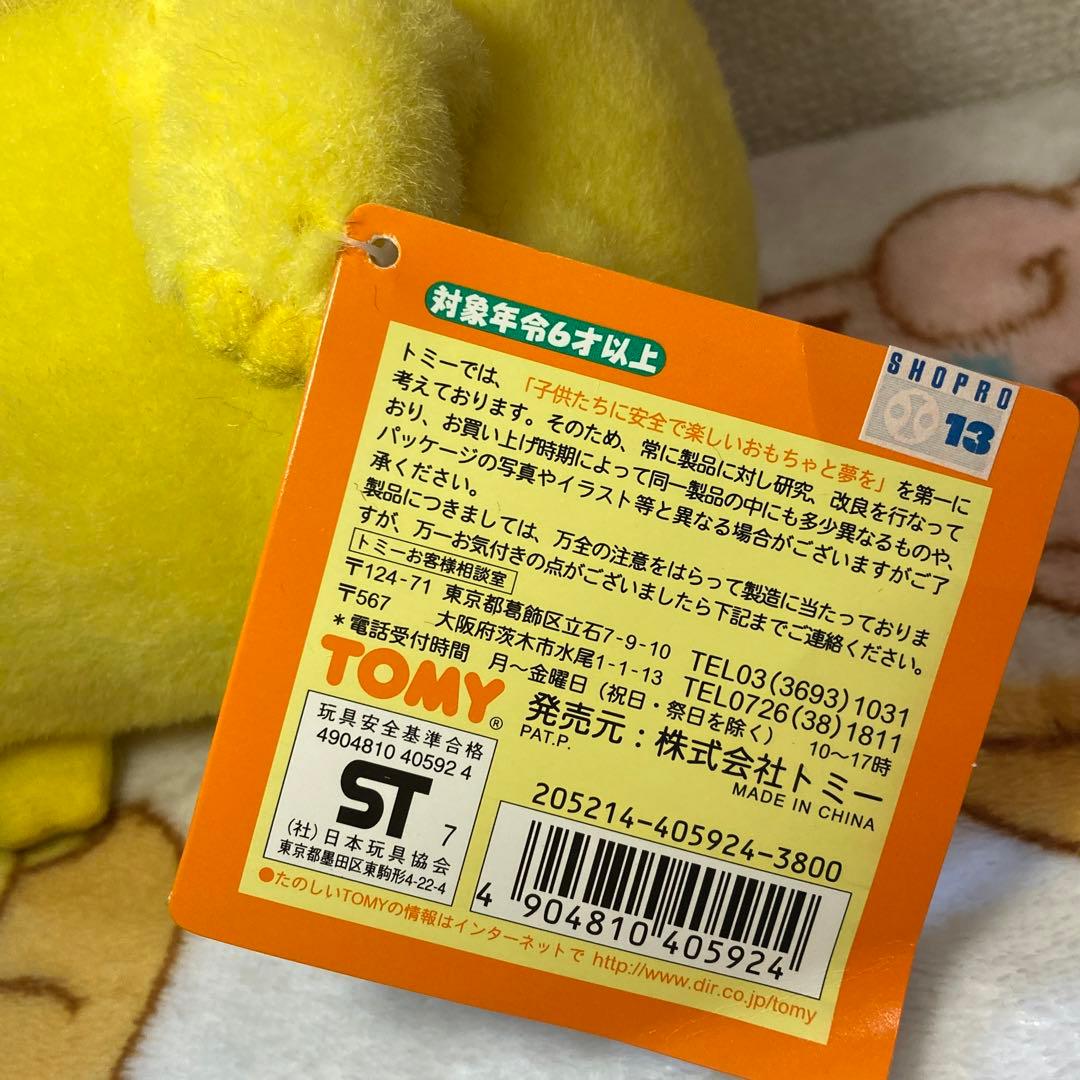 対象年令6才以上
SHOPRO
13
トミーでは、「子供たちに安全で楽しいおもちゃと夢を」を第一に
考えております。そのため、常に製品に対し研究、改良を行なって
おり、お買い上げ時期によって同一製品の中にも多少異なるものや、
パッケージの写真やイラスト等と異なる場合がございますがご了
承ください。
製品につきましては、万全の注意をはらって製造に当たっておりま
すが、万一お気付きの点がございましたら下記までご連絡ください。
トミーお客様相談室
〒124-71 東京都葛飾区立石7-9-10 TEL03(3693)1031
〒567 大阪府茨木市水尾1-1-13 TEL0726(38)1811
*電話受付時間 月~金曜日(祝日・祭日を除く) 10~17時
TOMY®
発売元:株式会社トミー
PAT.P.
MADE IN CHINA
玩具安全基準合格
4904810 40592 4
ST 7
(社)日本玩具協会
東京都墨田区東駒形4-22-4
205214-405924-3800
4 904810 405924
●たのしいTOMYの情報はインターネットで http://www.dir.co.jp/tomy